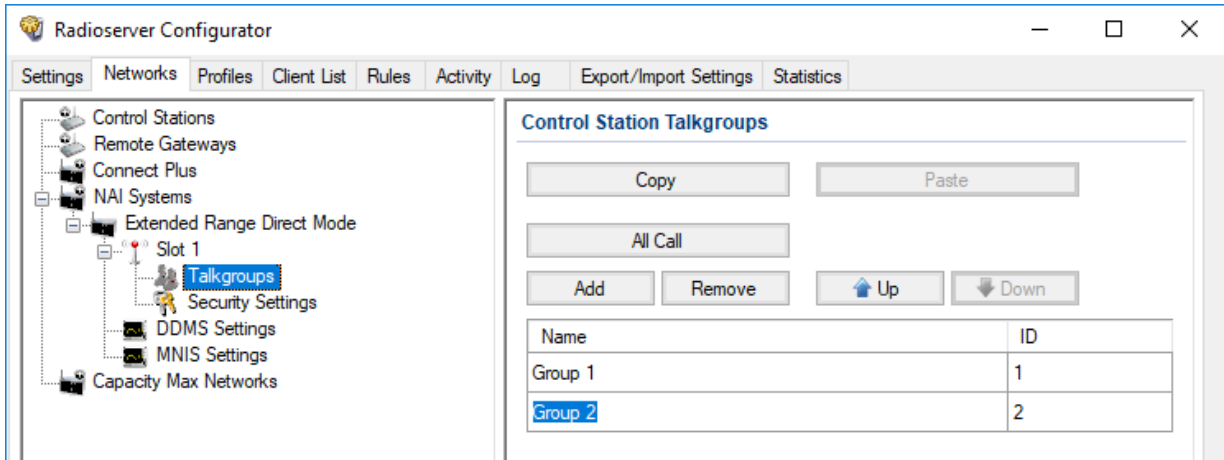 Radioserver Configurator
Settings Networks Profiles Client List Rules Activity Log Export/Import Settings Statistics
Control Stations
Remote Gateways
Connect Plus
NAI Systems
Extended Range Direct Mode
Slot 1
Talkgroups
Security Settings
DDMS Settings
MNIS Settings
Capacity Max Networks
Control Station Talkgroups
Copy Paste
All Call
Add Remove Up Down
Name ID
Group 1 1
Group 2 2